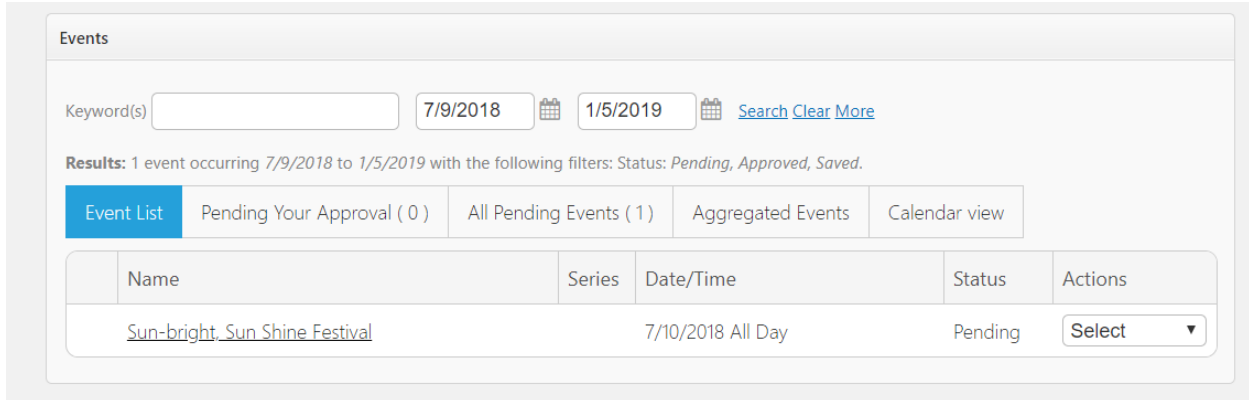 Events
Keyword(s) 7/9/2018 1/5/2019 Search Clear More
Results: 1 event occurring 7/9/2018 to 1/5/2019 with the following filters: Status: Pending, Approved, Saved.
Event List Pending Your Approval ( 0 ) All Pending Events ( 1 ) Aggregated Events Calendar view
Name Series Date/Time Status Actions
Sun-bright, Sun Shine Festival 7/10/2018 All Day Pending Select